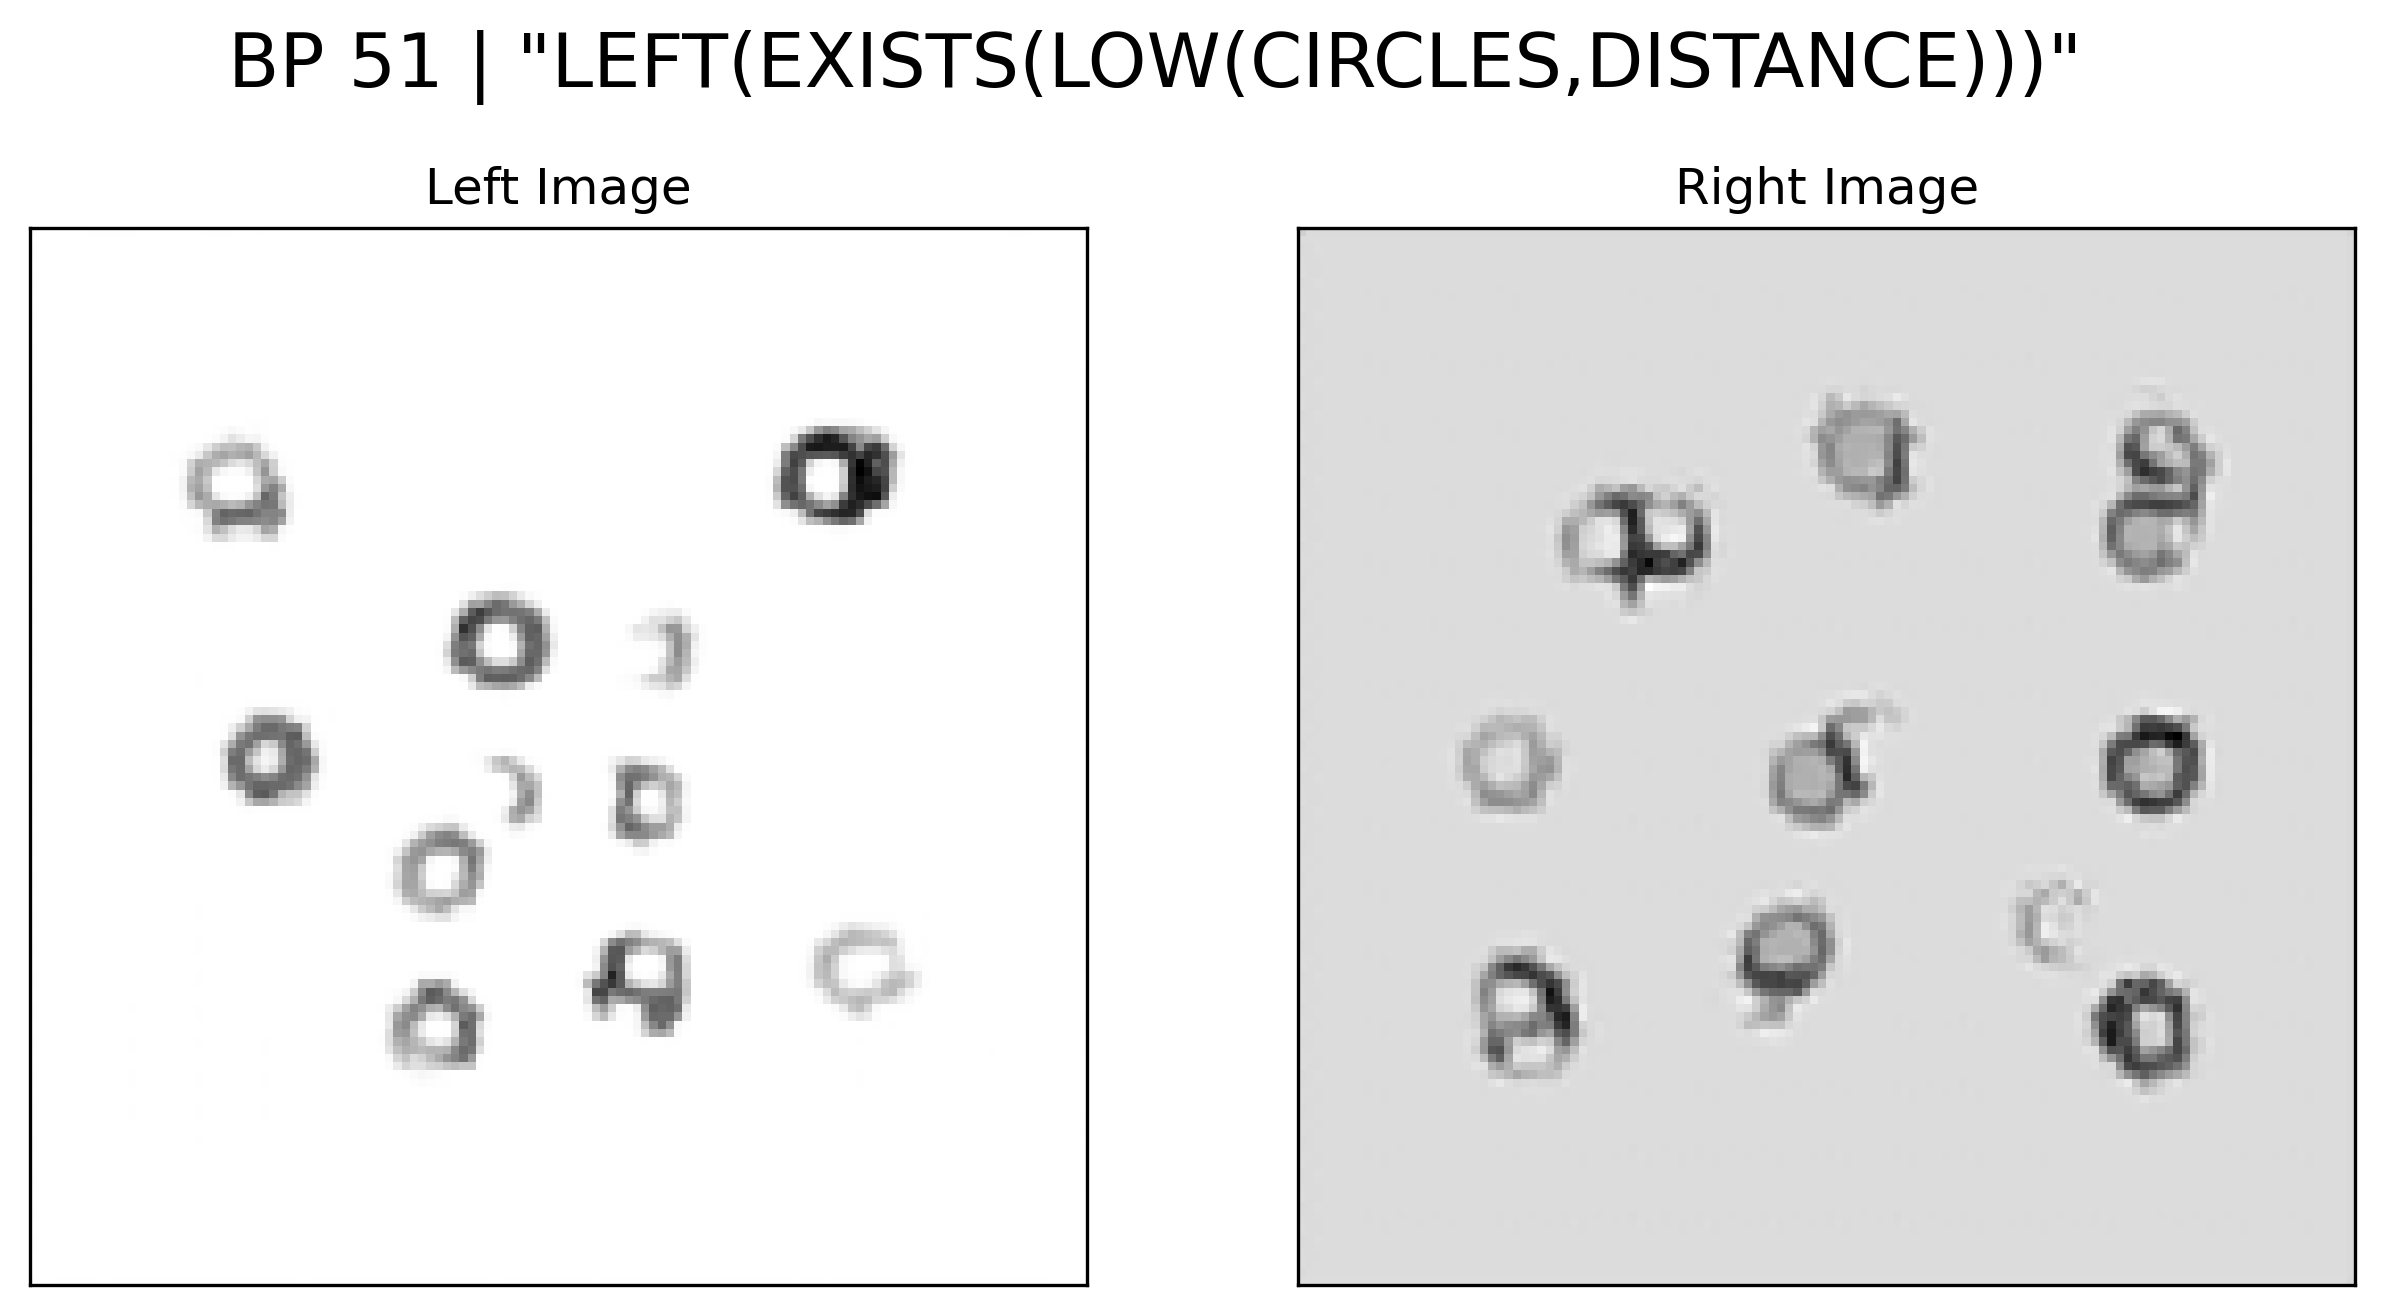 BP 51 | "LEFT(EXISTS(LOW(CIRCLES,DISTANCE)))"
Left Image
Right Image